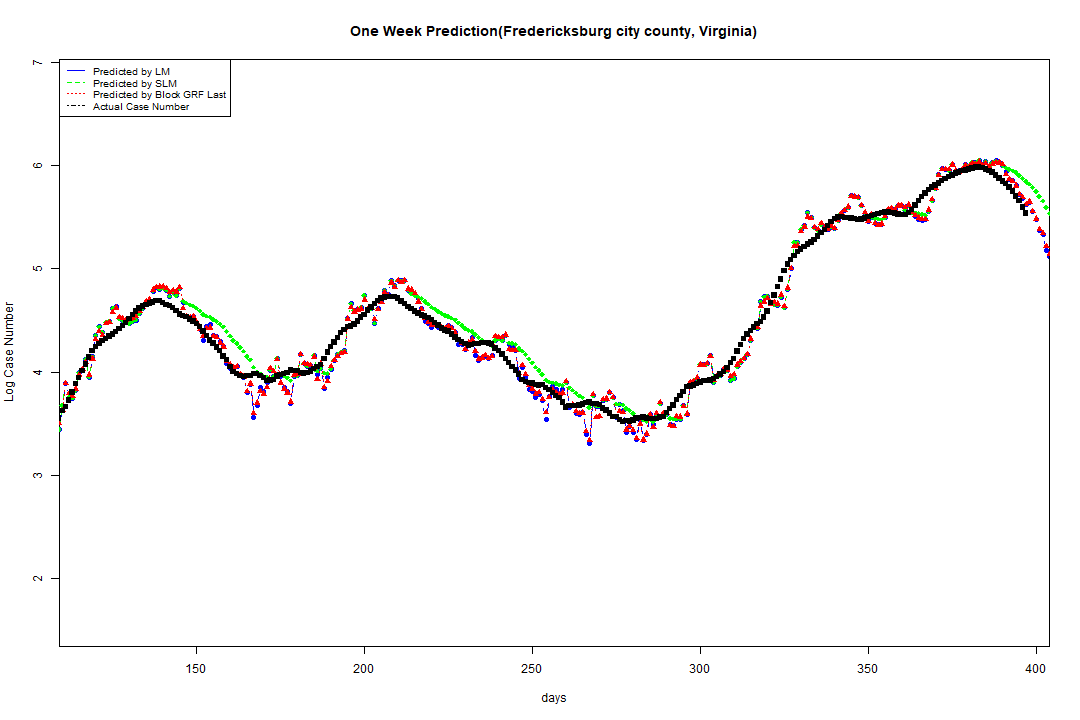 One Week Prediction(Fredericksburg city county, Virginia)
7
Predicted by LM
Predicted by SLM
Predicted by Block GRF Last
Actual Case Number
6
5
4
3
2
Log Case Number
150 200 250 300 350 400
days